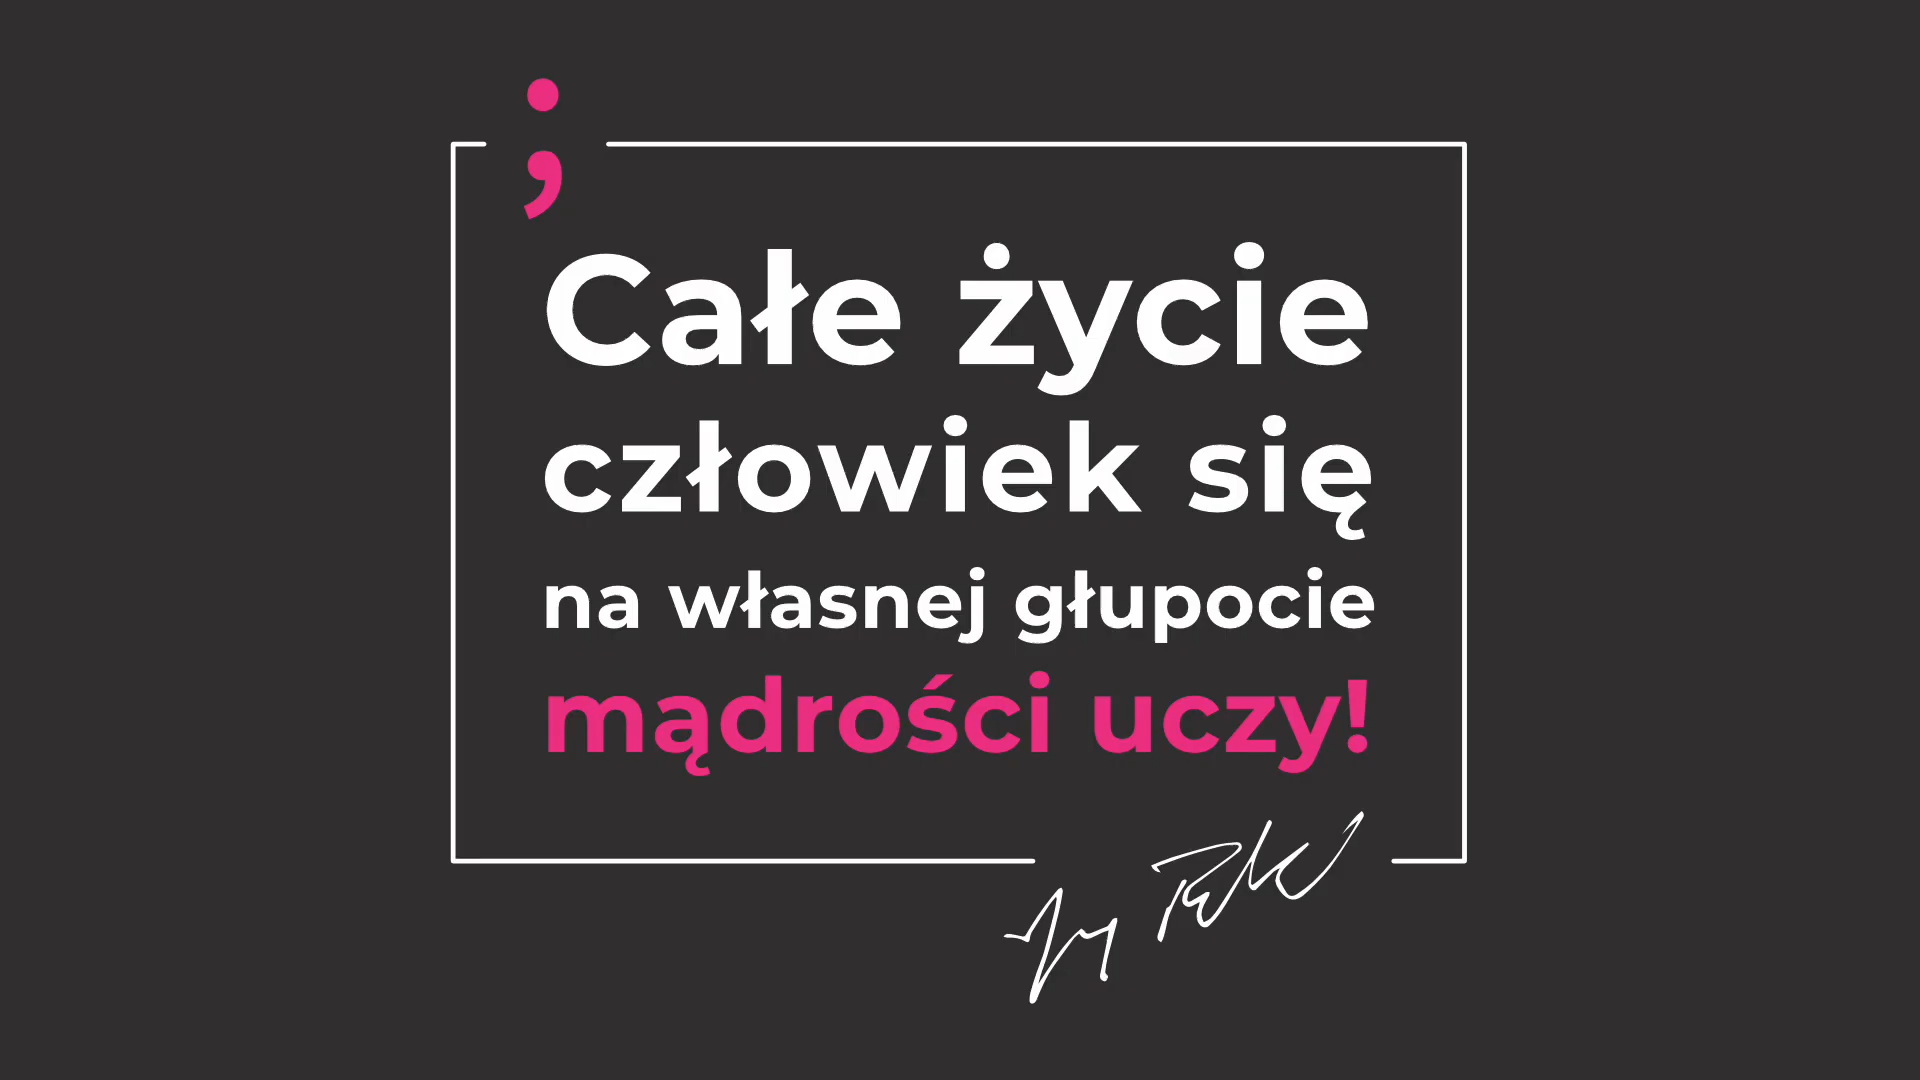 ;
Całe życie
człowiek się
na własnej głupocie
mądrości uczy!